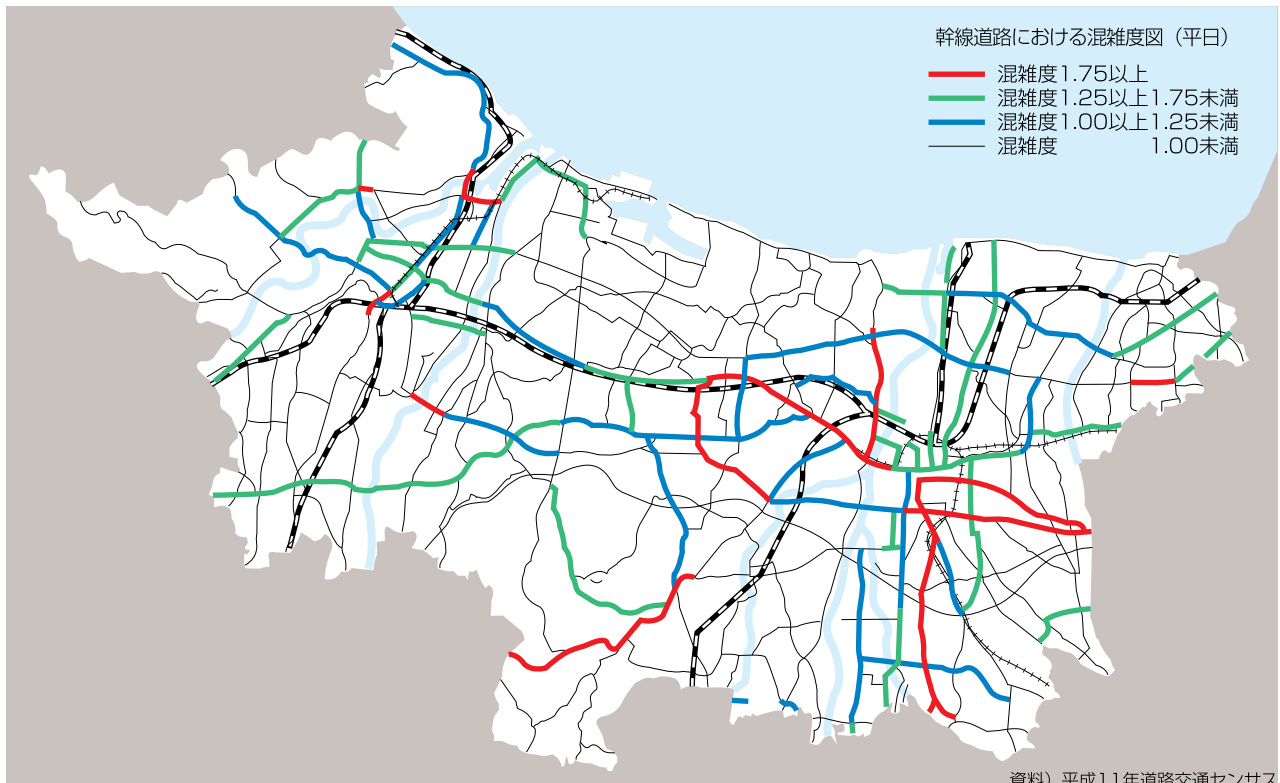 幹線道路における混雑度図（平日）
混雑度1.75以上
混雑度1.25以上1.75未満
混雑度1.00以上1.25未満
混雑度　　　　1.00未満
資料）平成11年道路交通センサス